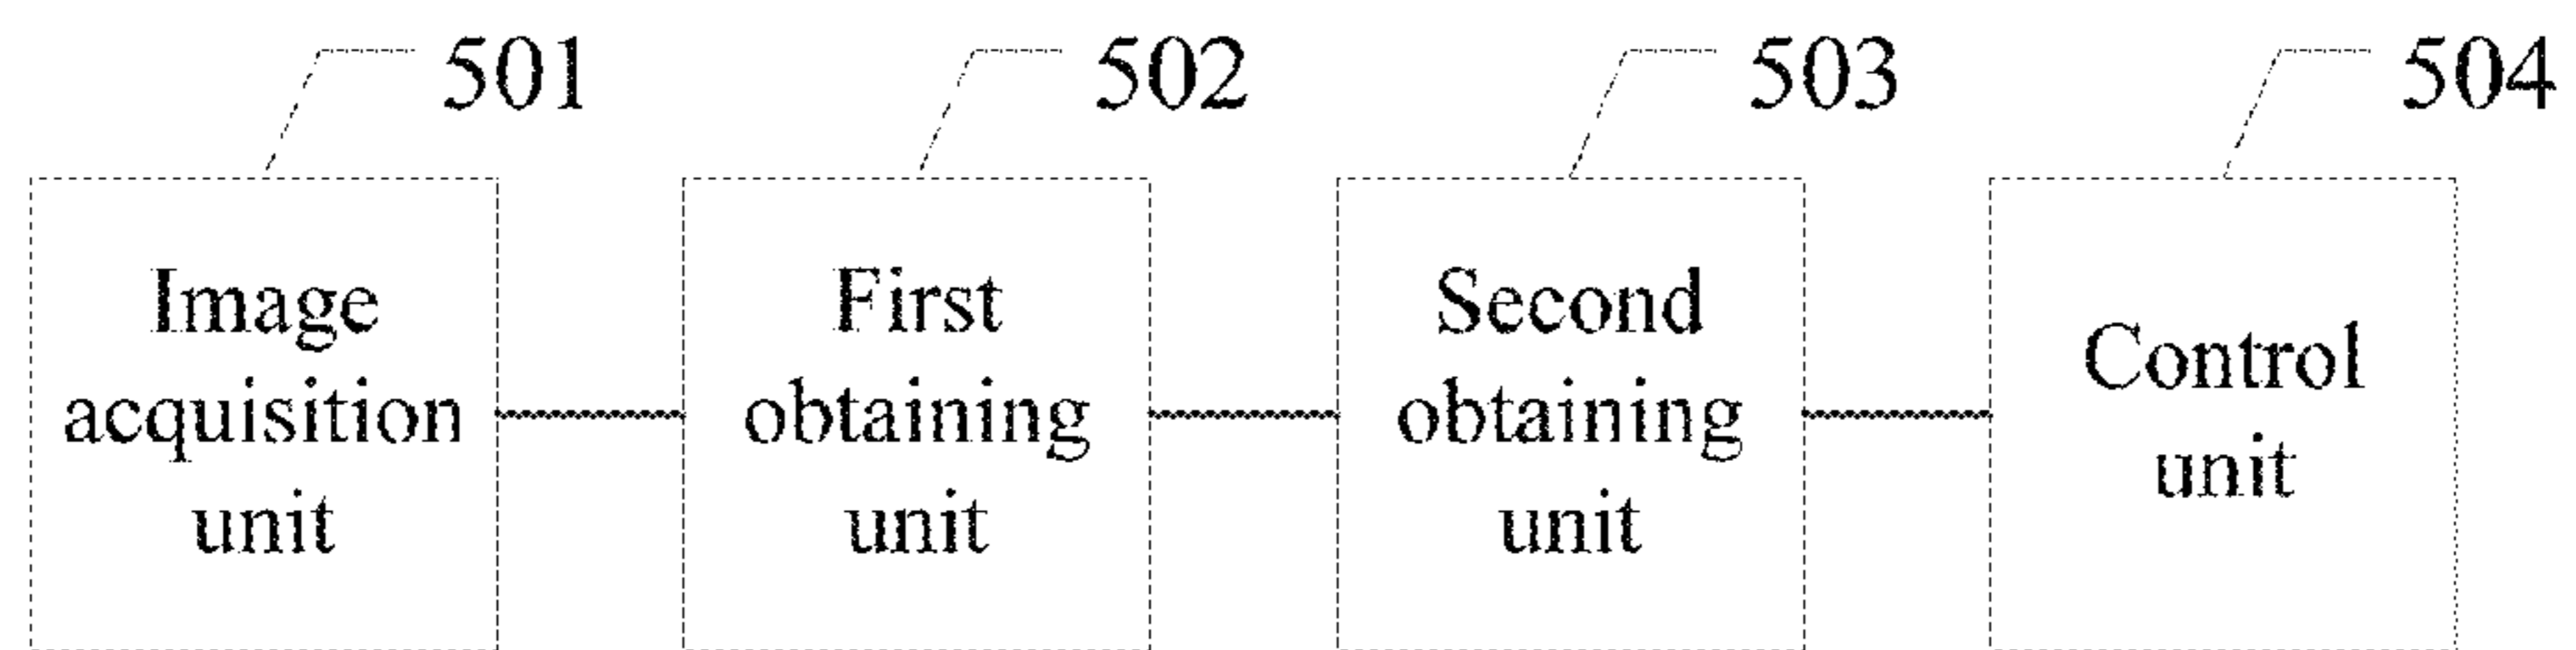 501
502
503
504
Image
acquisition
unit
First
obtaining
unit
Second
obtaining
unit
Control
unit